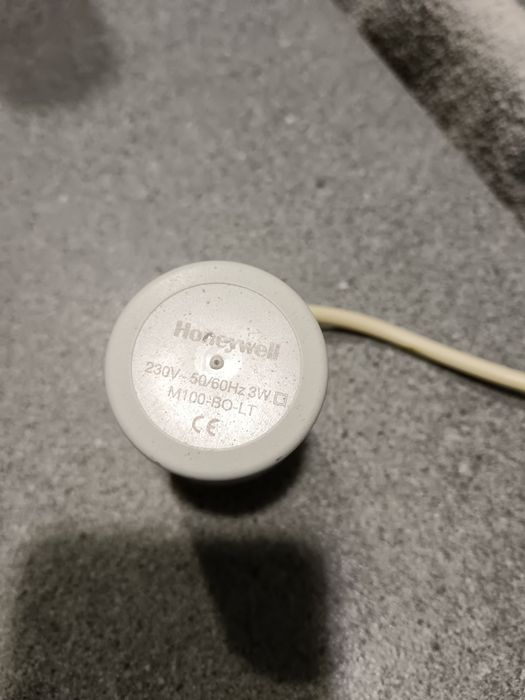 Honeywell
230V~50/60Hz 3W
M100-BO-LT
CE